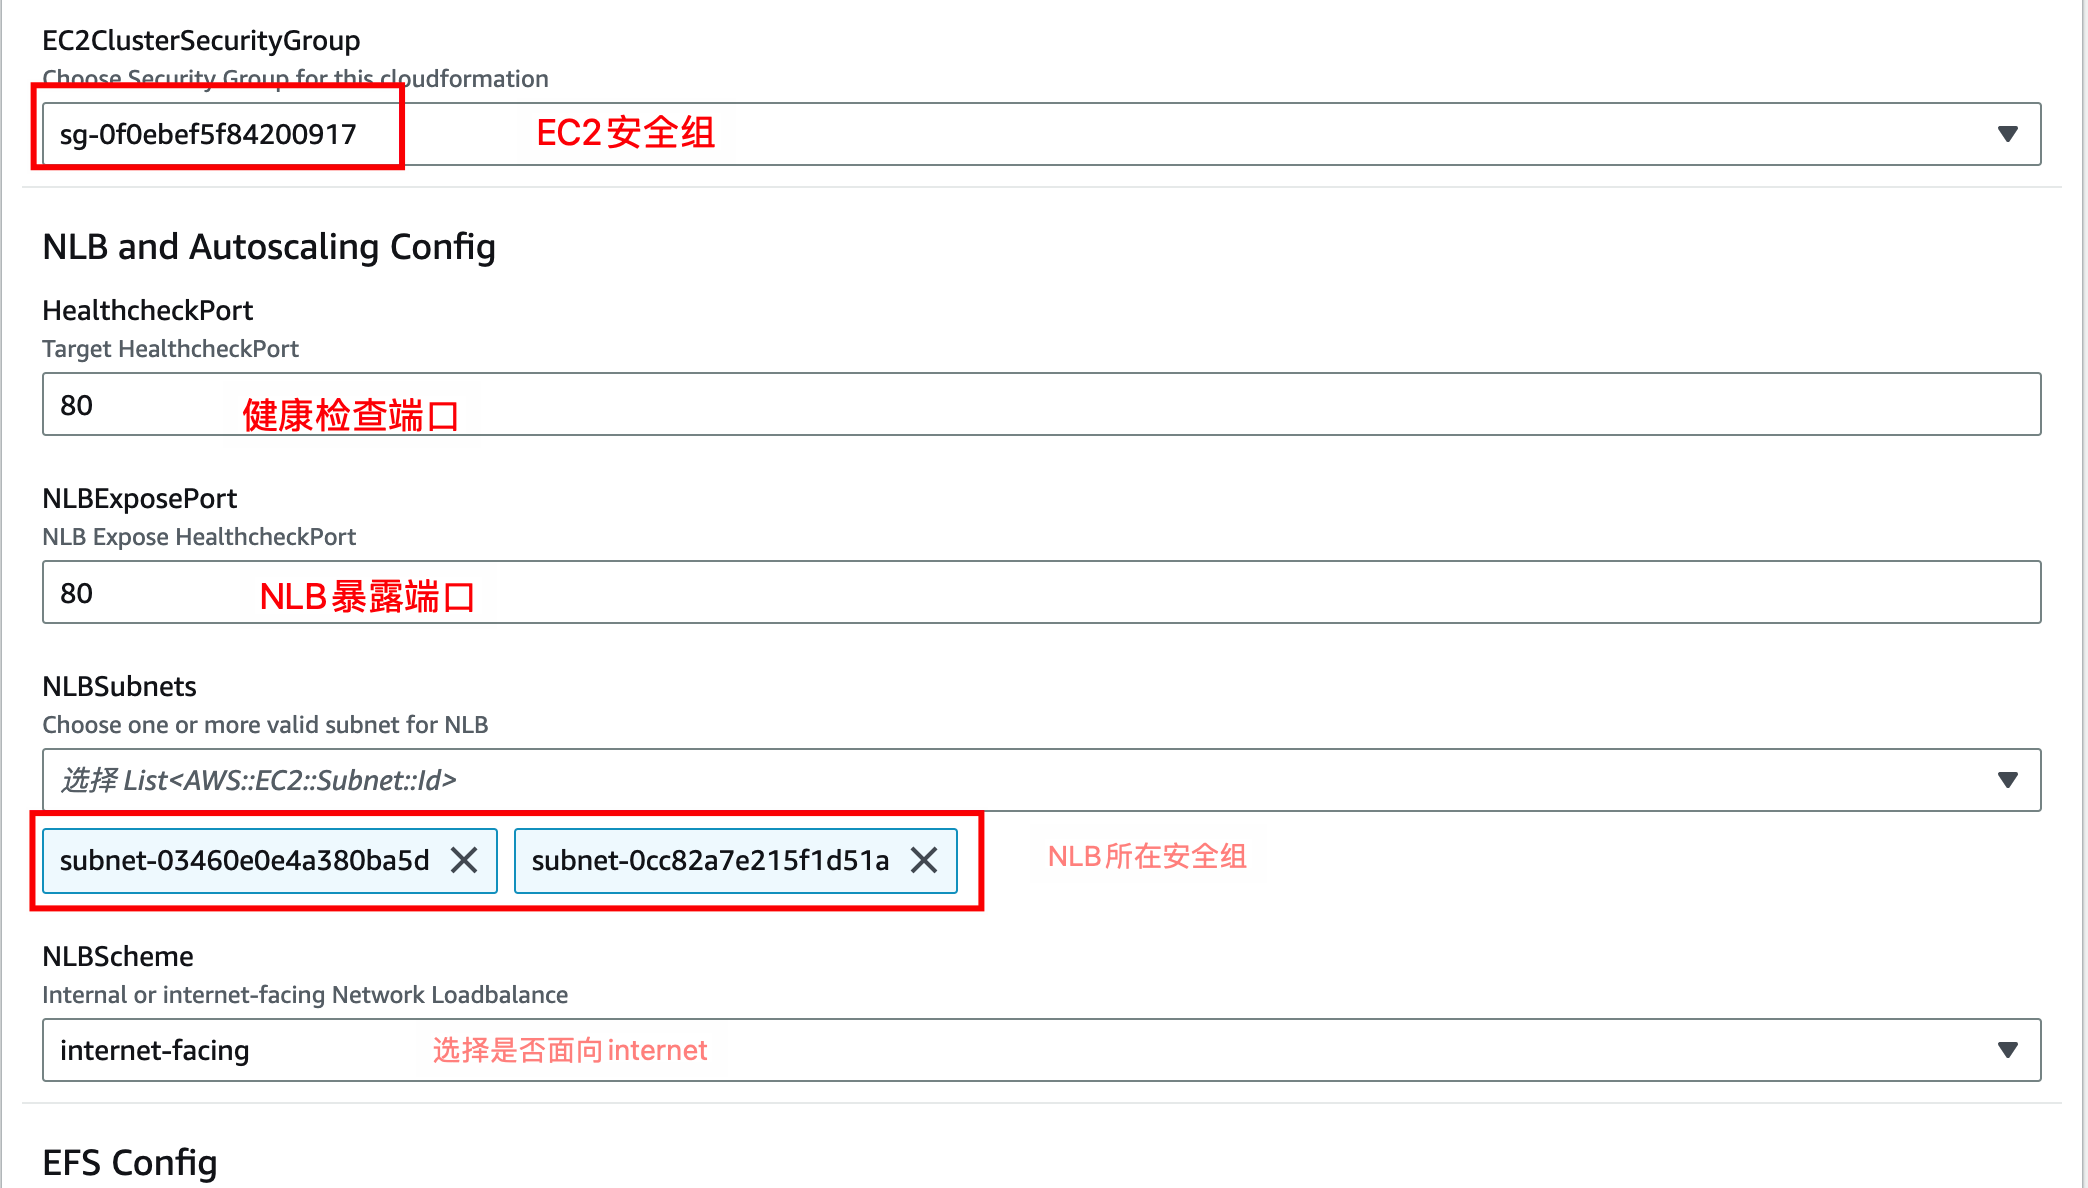 EC2ClusterSecurityGroup
Choose Security Group for this cloudformation
sg-0f0ebef5f84200917
EC2安全组
NLB and Autoscaling Config
HealthcheckPort
Target HealthcheckPort
80
健康检查端口
NLBExposePort
NLB Expose HealthcheckPort
80
NLB暴露端口
NLBSubnets
Choose one or more valid subnet for NLB
选择 List<AWS::EC2::Subnet::Id>
subnet-03460e0e4a380ba5d
subnet-0cc82a7e215f1d51a
NLB所在安全组
NLBScheme
Internal or internet-facing Network Loadbalance
internet-facing
选择是否面向internet
EFS Config